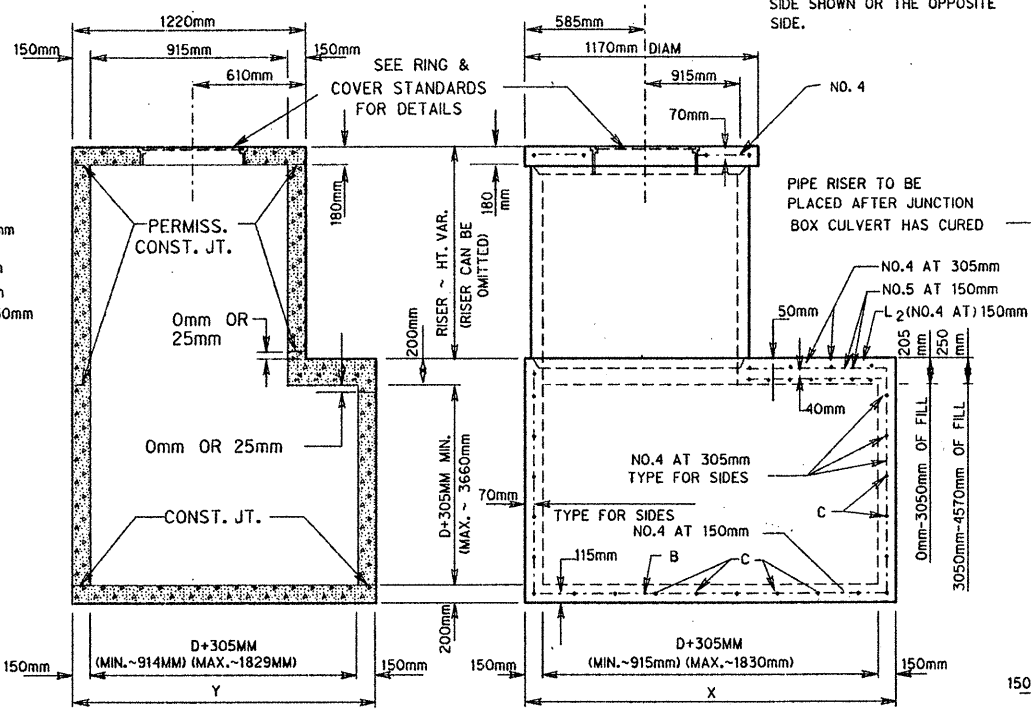 SIDE SHOWN OR THE OPPOSITE
SIDE.
1220mm
150mm
915mm
150mm
610mm
SEE RING &
COVER STANDARDS
FOR DETAILS
585mm
1170mm DIAM
915mm
NO. 4
70mm
180mm
180
mm
PERMISS.
CONST. JT.
RISER ~ HT. VAR.
(RISER CAN BE
OMITTED)
PIPE RISER TO BE
PLACED AFTER JUNCTION
BOX CULVERT HAS CURED
0mm OR
25mm
200mm
NO.4 AT 305mm
NO.5 AT 150mm
L2(NO.4 AT) 150mm
50mm
205
mm
250
mm
40mm
0mm OR 25mm
D+305MM MIN.
(MAX.~ 3660mm)
NO.4 AT 305mm
TYPE FOR SIDES
C
0mm-3050mm OF FILL
3050mm-4570mm OF FILL
70mm
TYPE FOR SIDES
NO.4 AT 150mm
CONST. JT.
115mm
B
C
200mm
D+305MM
(MIN.~914MM) (MAX.~1829MM)
150mm
150mm
Y
D+305MM
(MIN.~915mm) (MAX.~1830mm)
150mm
150mm
X
150